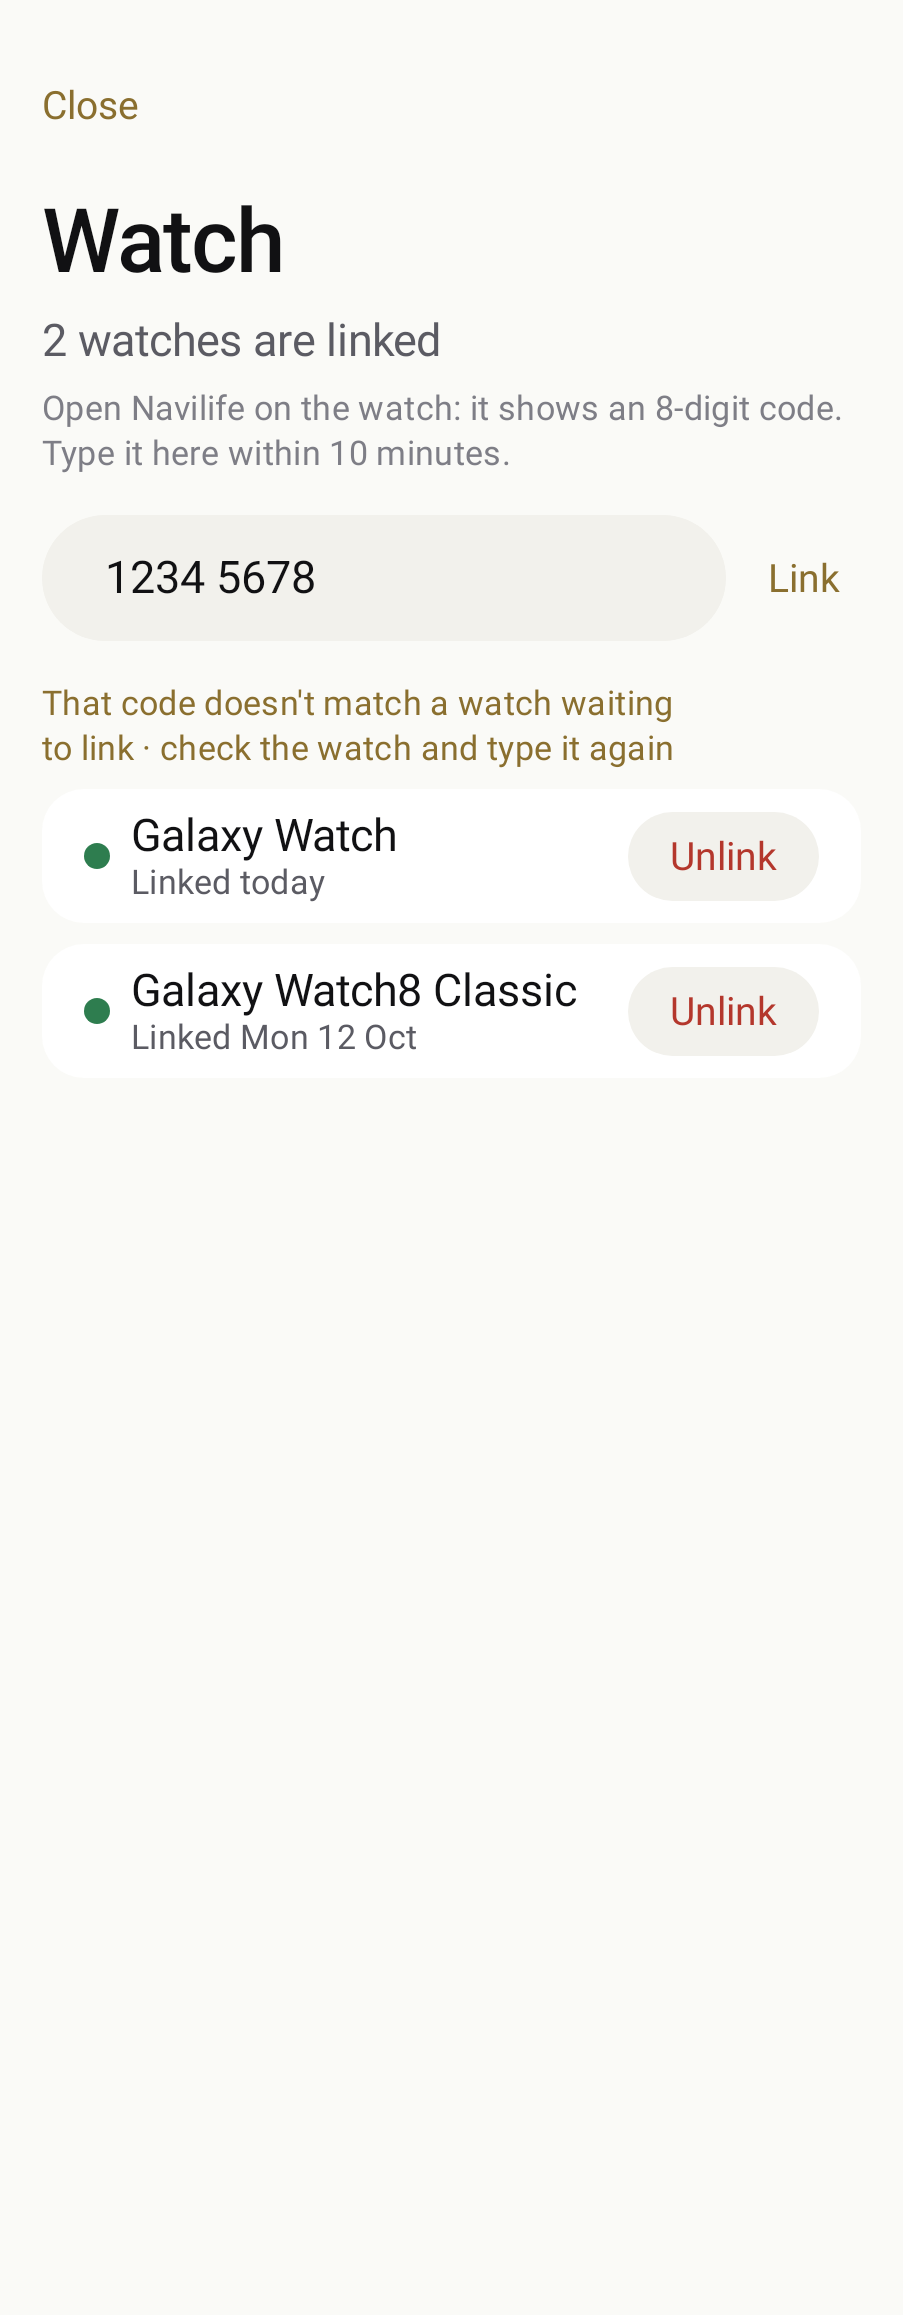 Close
Watch
2 watches are linked
Open Navilife on the watch: it shows an 8-digit code.
Type it here within 10 minutes.
1234 5678
Link
That code doesn't match a watch waiting
to link · check the watch and type it again
Galaxy Watch
Linked today
Unlink
Galaxy Watch8 Classic
Linked Mon 12 Oct
Unlink